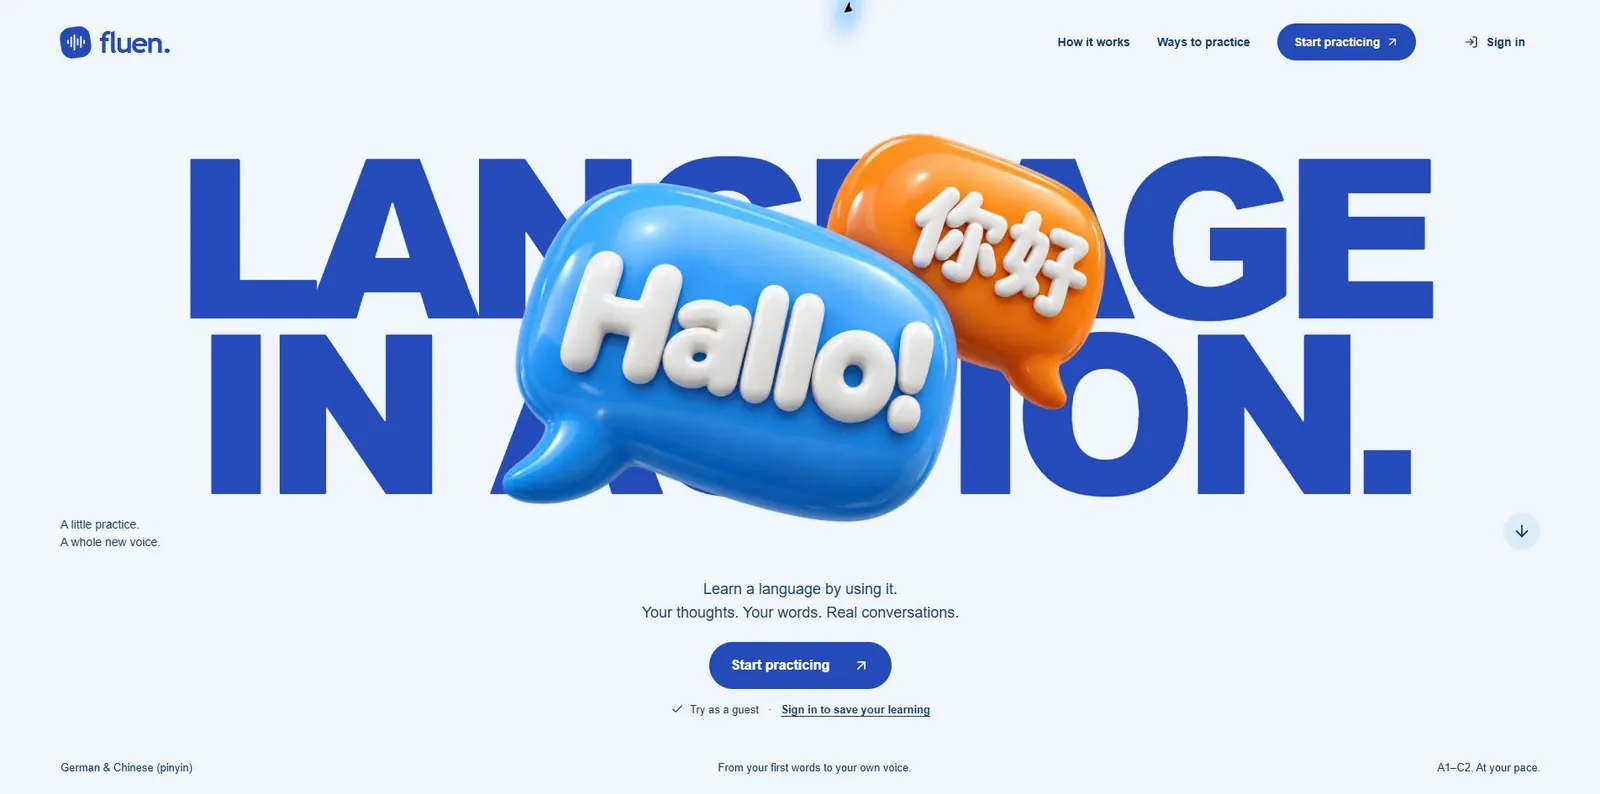 fluen.
How it works
Ways to practice
Start practicing
Sign in
LANGUAGE
IN ACTION.
Hallo!
你好
A little practice.
A whole new voice.
Learn a language by using it.
Your thoughts. Your words. Real conversations.
Start practicing
Try as a guest · Sign in to save your learning
German & Chinese (pinyin)
From your first words to your own voice.
A1–C2. At your pace.